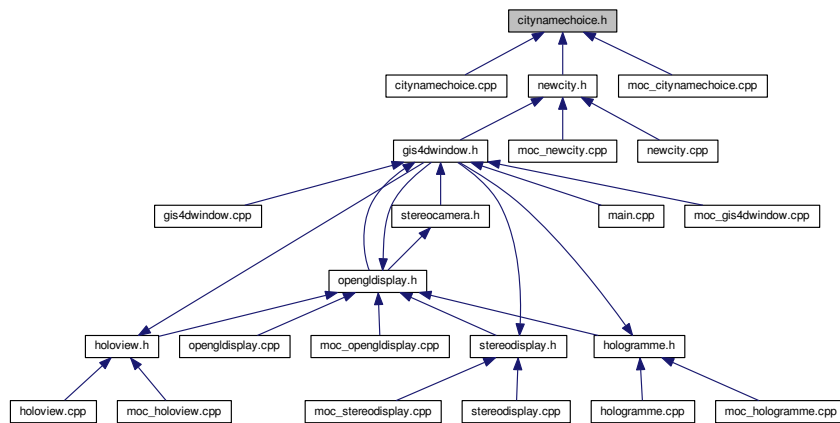 citynamechoice.h
citynamechoice.cpp
newcity.h
moc_citynamechoice.cpp
gis4dwindow.h
moc_newcity.cpp
newcity.cpp
gis4dwindow.cpp
stereocamera.h
main.cpp
moc_gis4dwindow.cpp
opengldisplay.h
holoview.h
opengldisplay.cpp
moc_opengldisplay.cpp
stereodisplay.h
hologramme.h
holoview.cpp
moc_holoview.cpp
moc_stereodisplay.cpp
stereodisplay.cpp
hologramme.cpp
moc_hologramme.cpp